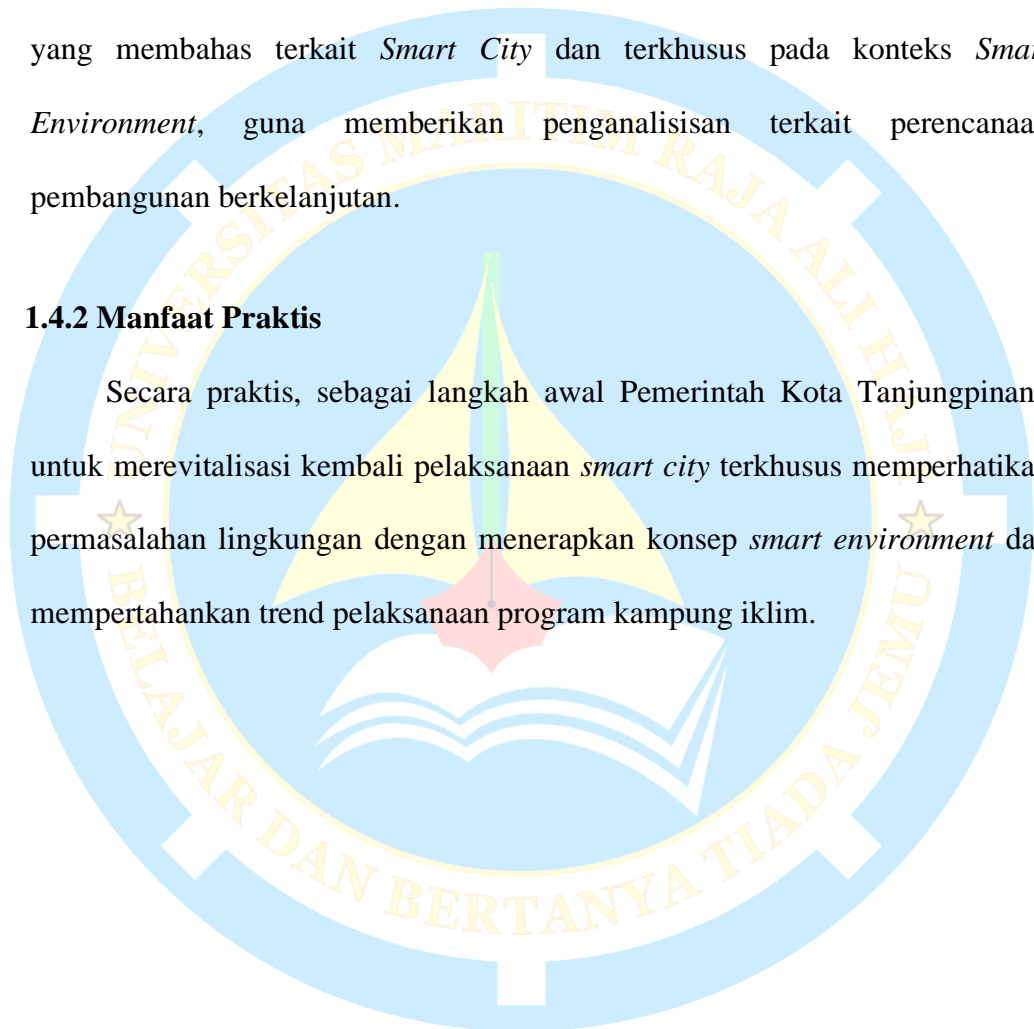 yang membahas terkait Smart City dan terkhusus pada konteks Smar
Environment, guna memberikan penganalisisan terkait perencanaa
pembangunan berkelanjutan.
1.4.2 Manfaat Praktis
Secara praktis, sebagai langkah awal Pemerintah Kota Tanjungpinan
untuk merevitalisasi kembali pelaksanaan smart city terkhusus memperhatika
permasalahan lingkungan dengan menerapkan konsep smart environment da
mempertahankan trend pelaksanaan program kampung iklim.
UNIVERSITAS MARITIM RAJA ALI HAJI
BELAJAR DAN BERTANYA TIADA JEMU